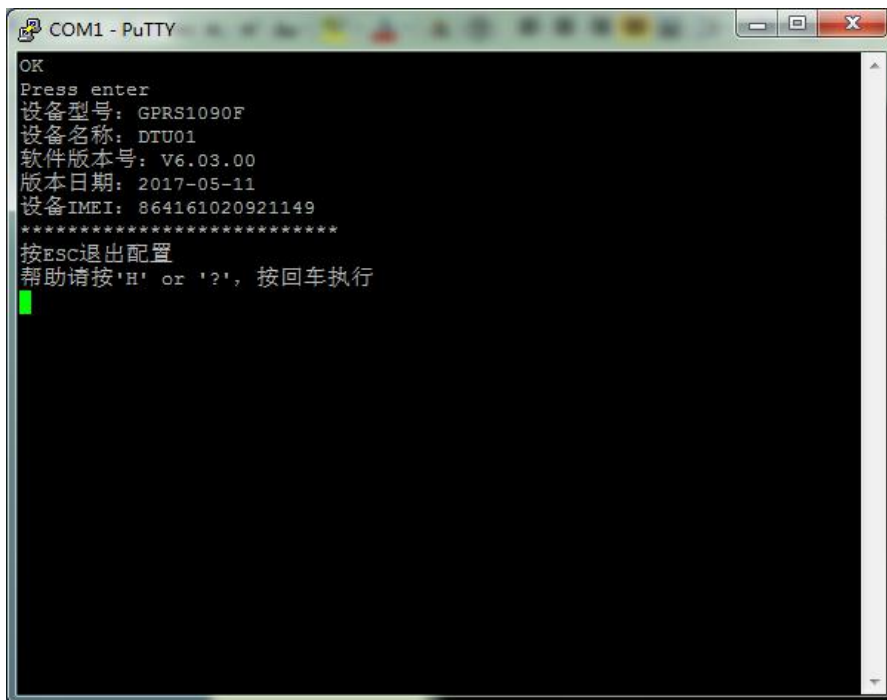 COM1 - PuTTY
OK
Press enter
设备型号：GPRS1090F
设备名称：DTU01
软件版本号：V6.03.00
版本日期：2017-05-11
设备IMEI：864161020921149
***************************
按ESC退出配置
帮助请按'H' or '?'，按回车执行